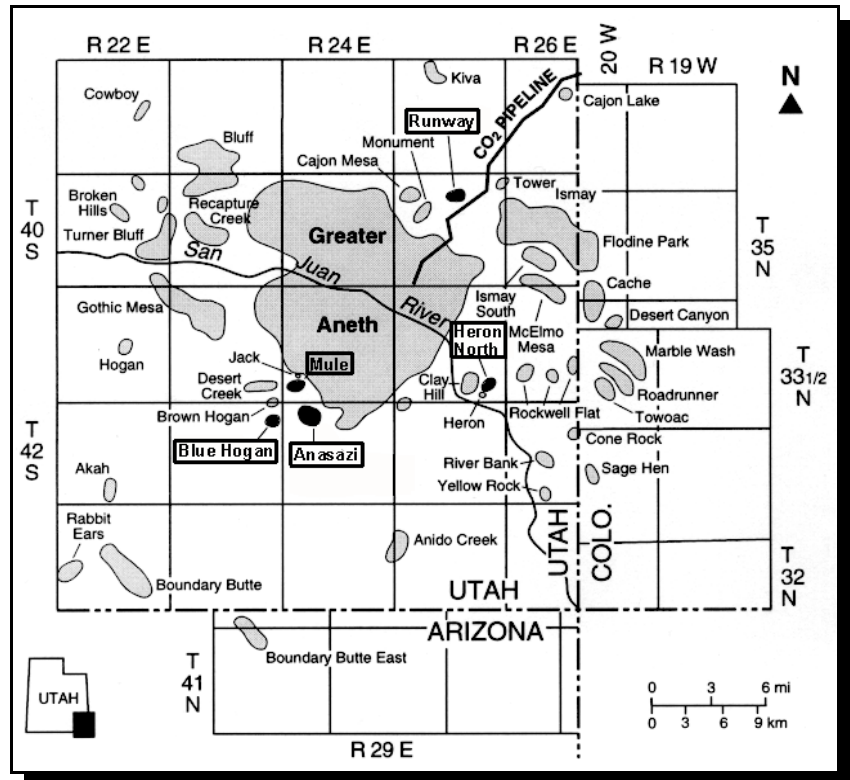 R 22 E
R 24 E
R 26 E
20 W
R 19 W
N
Kiva
Cowboy
Cajon Lake
CO₂ PIPELINE
Runway
Bluff
Monument
Cajon Mesa
Tower
Ismay
Broken
Hills
Recapture
Creek
T
40
S
Turner Bluff
Greater
Flodine Park
T
35
N
San
Juan
River
Cache
Ismay
South
Gothic Mesa
Aneth
Desert Canyon
McElmo
Mesa
Heron
North
Hogan
Jack
Mule
Marble Wash
T
33 1/2
N
Desert
Creek
Clay
Hill
Roadrunner
Brown Hogan
Heron
Rockwell Flat
Towoac
T
42
S
Blue Hogan
Anasazi
Cone Rock
Akah
River Bank
Sage Hen
Yellow Rock
Rabbit
Ears
Anido Creek
UTAH
COLO.
T
32
N
Boundary Butte
UTAH
ARIZONA
T
41
N
Boundary Butte East
UTAH
0 3 6 mi
0 3 6 9 km
R 29 E